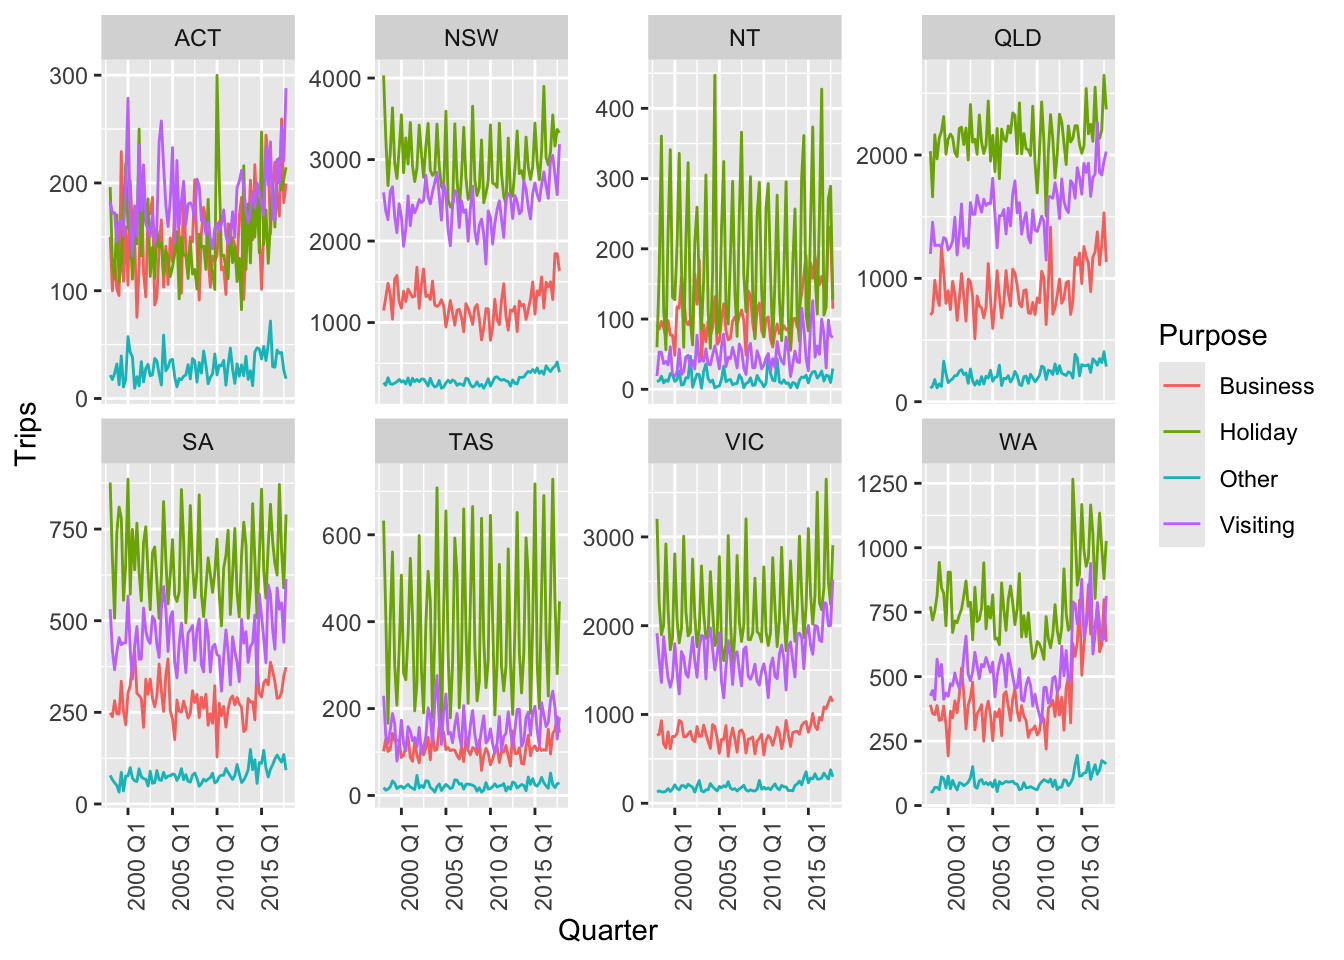 ACT
NSW
NT
QLD
300
200
100
0
4000
3000
2000
1000
400
300
200
100
0
2000
1000
0
SA
TAS
VIC
WA
750
500
250
0
600
400
200
0
3000
2000
1000
0
1250
1000
750
500
250
0
2000 Q1
2005 Q1
2010 Q1
2015 Q1
2000 Q1
2005 Q1
2010 Q1
2015 Q1
2000 Q1
2005 Q1
2010 Q1
2015 Q1
2000 Q1
2005 Q1
2010 Q1
2015 Q1
Trips
Quarter
Purpose
Business
Holiday
Other
Visiting